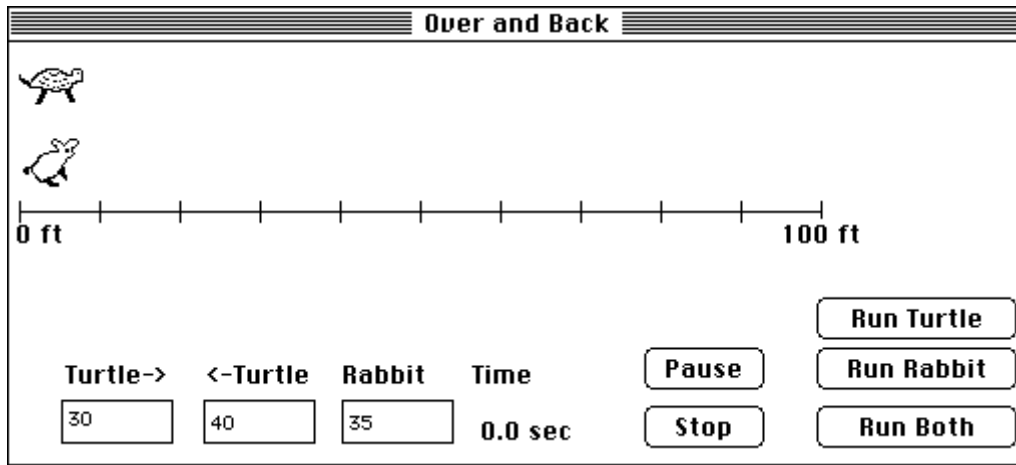 Over and Back
0 ft 100 ft
Run Turtle
Turtle-> <-Turtle Rabbit Time Pause Run Rabbit
30 40 35 0.0 sec Stop Run Both